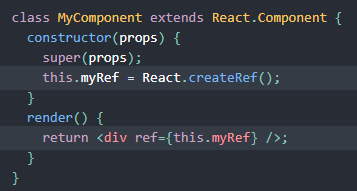 class MyComponent extends React.Component {
  constructor(props) {
    super(props);
    this.myRef = React.createRef();
  }
  render() {
    return <div ref={this.myRef} />;
  }
}